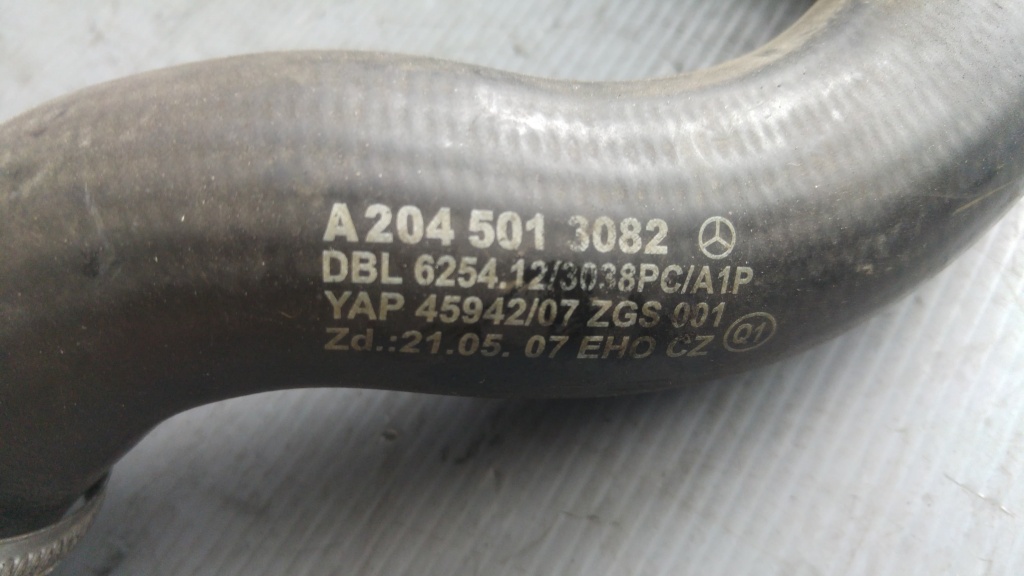 A 204 501 3082
DBL 6254.12/3038PC/A1P
YAP 45942/07 ZGS 001
Zd.:21.05. 07 EHO CZ Q1